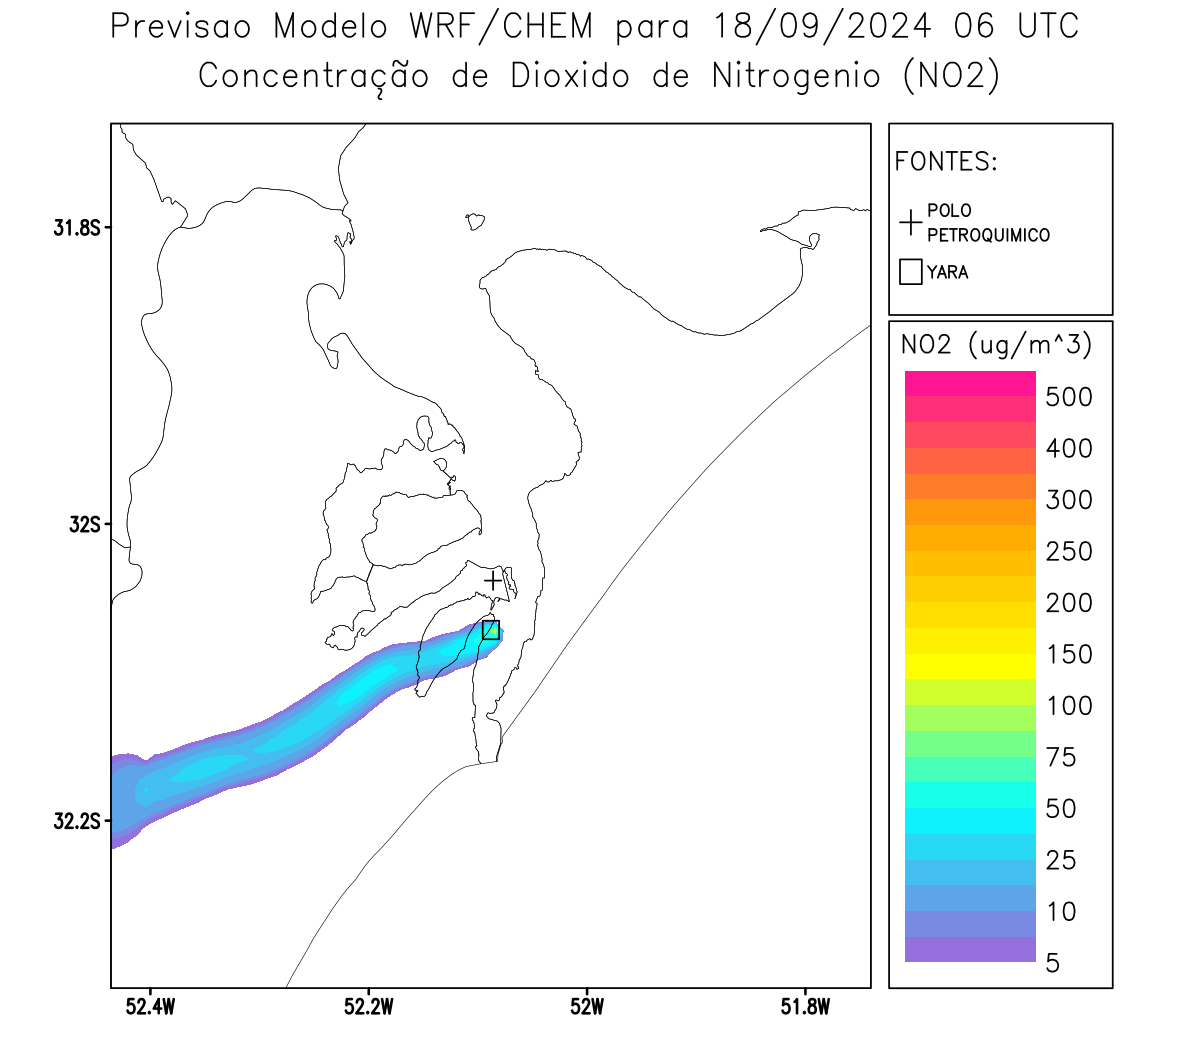 Previsao Modelo WRF/CHEM para 18/09/2024 06 UTC
Concentração de Dioxido de Nitrogenio (NO2)
FONTES:
POLO
PETROQUIMICO
YARA
31.8S
32S
32.2S
52.4W
52.2W
52W
51.8W
NO2 (ug/m^3)
500
400
300
250
200
150
100
75
50
25
10
5